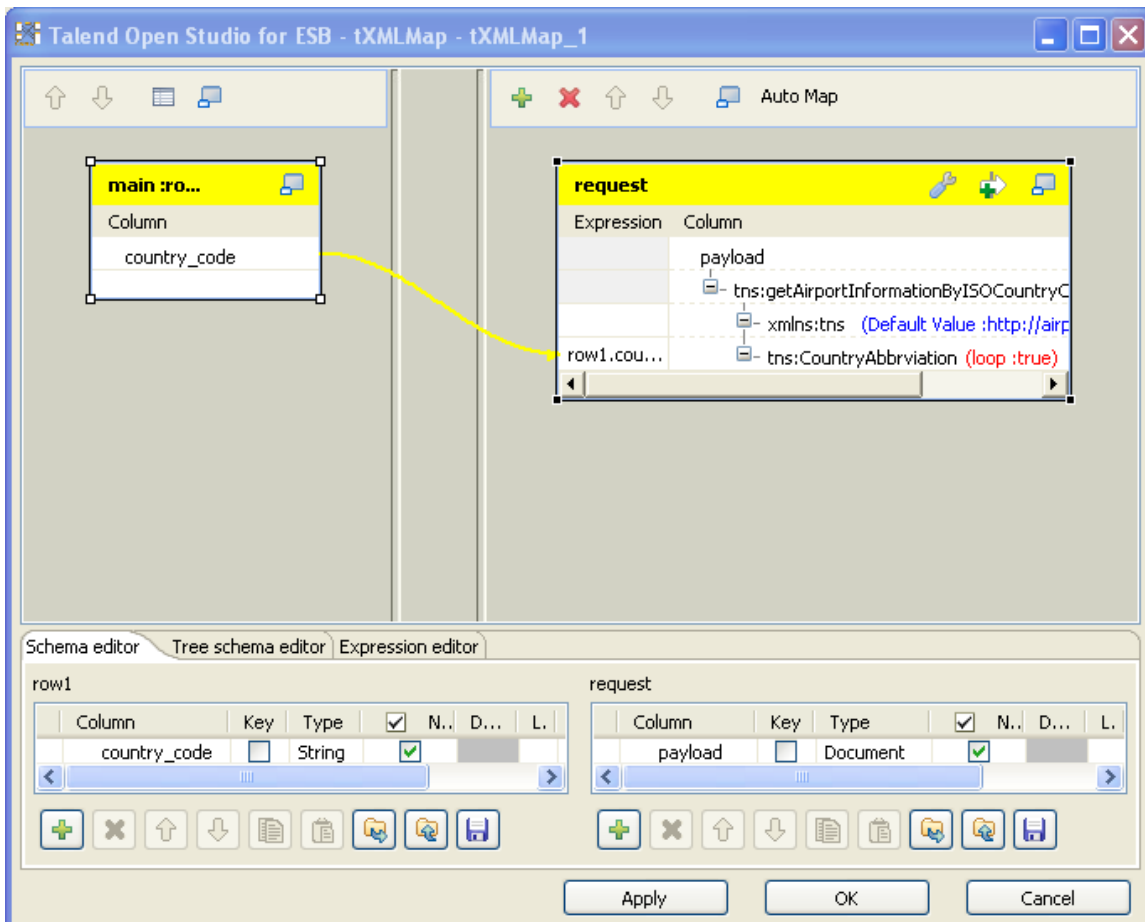 Talend Open Studio for ESB - tXMLMap - tXMLMap_1
Auto Map
main :ro...
Column
country_code
request
Expression Column
payload
tns:getAirportInformationByISOCountryC
xmlns:tns (Default Value :http://airp
row1.cou... tns:CountryAbbrviation (loop :true)
Schema editor Tree schema editor Expression editor
row1
Column Key Type N.. D... L.
country_code String
request
Column Key Type N.. D... L.
payload Document
Apply OK Cancel